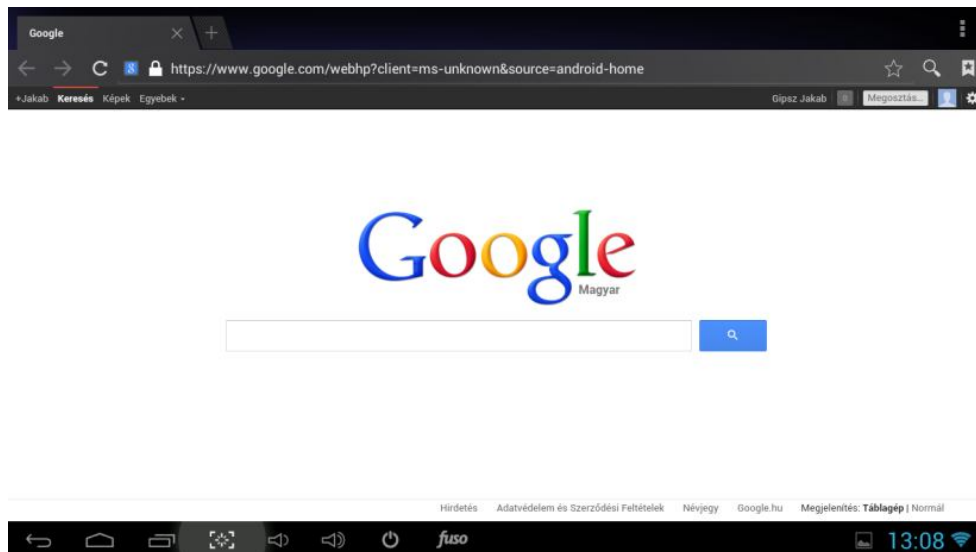 Google
https://www.google.com/webhp?client=ms-unknown&source=android-home
+Jakab Keresés Képek Egyebek Gipsz Jakab 0 Megosztás...
Google
Magyar
Hirdetés Adatvédelem és Szerződési Feltételek Névjegy Google.hu Megjelenítés: Táblagép | Normál
fuso 13:08